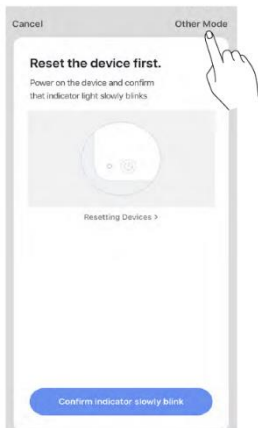 Cancel Other Mode
Reset the device first.
Power on the device and confirm
that indicator light slowly blinks
Resetting Devices >
Confirm indicator slowly blink